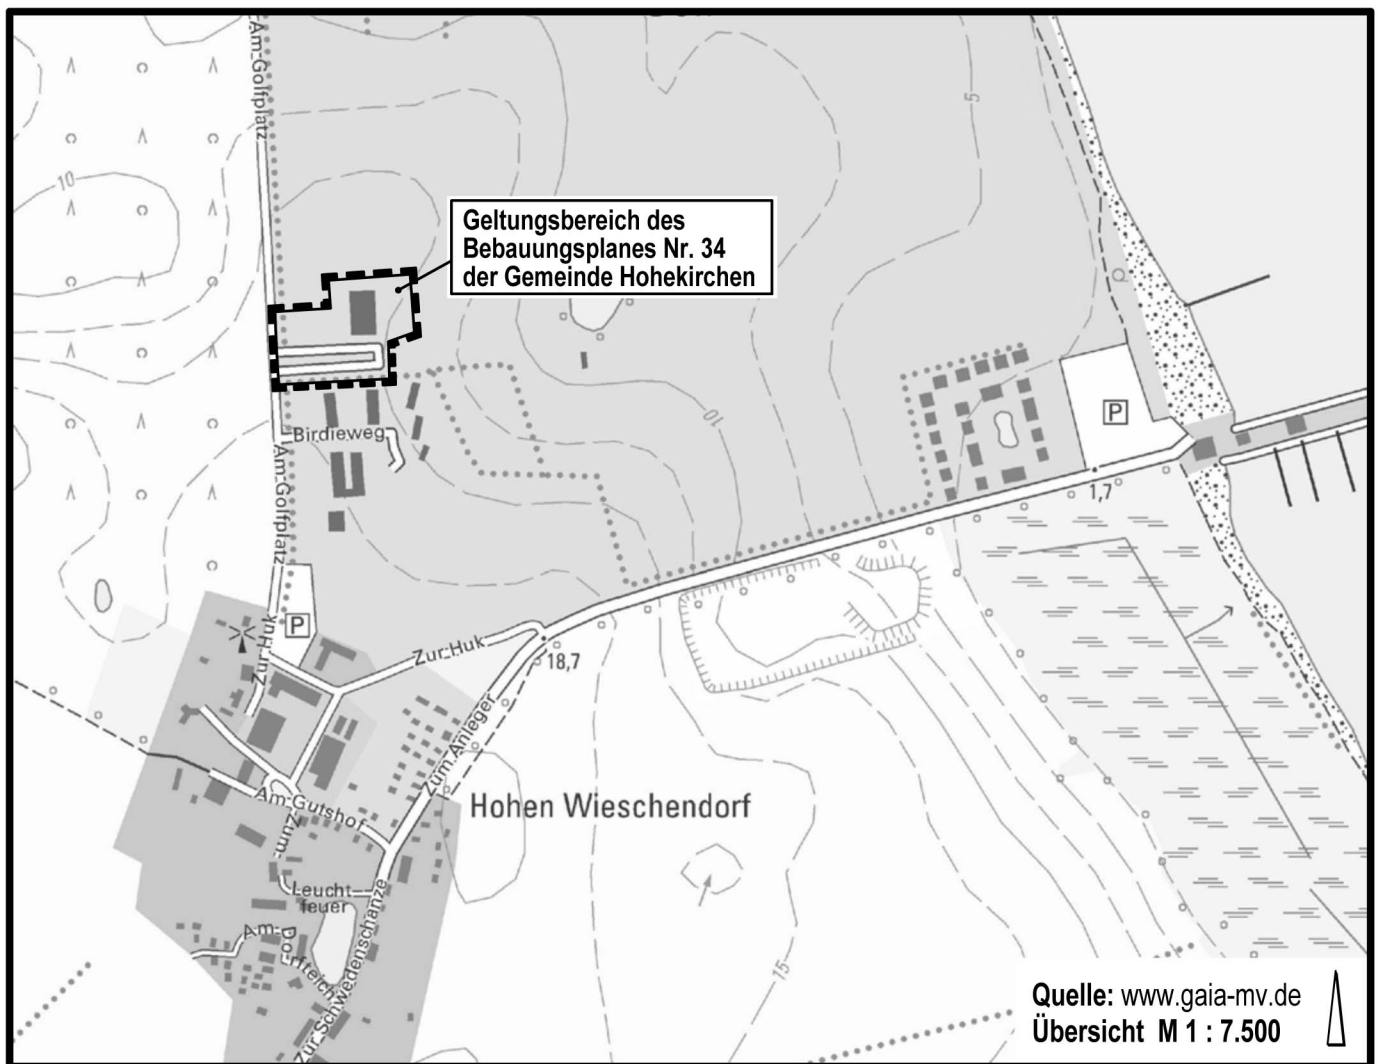 Am-Golfplatz
10
5
Geltungsbereich des
Bebauungsplanes Nr. 34
der Gemeinde Hohekirchen
P
10
Birdieweg
Am-Golfplatz
1,7
P
Zur-Huk
Zur-Huk
18,7
Zum Anleger
Hohen Wieschendorf
Am-Gutshof
Zum-
Leucht-
feuer
Am-Dorfteich
Zur Schwedenschanze
15
Quelle: www.gaia-mv.de
Übersicht M 1 : 7.500